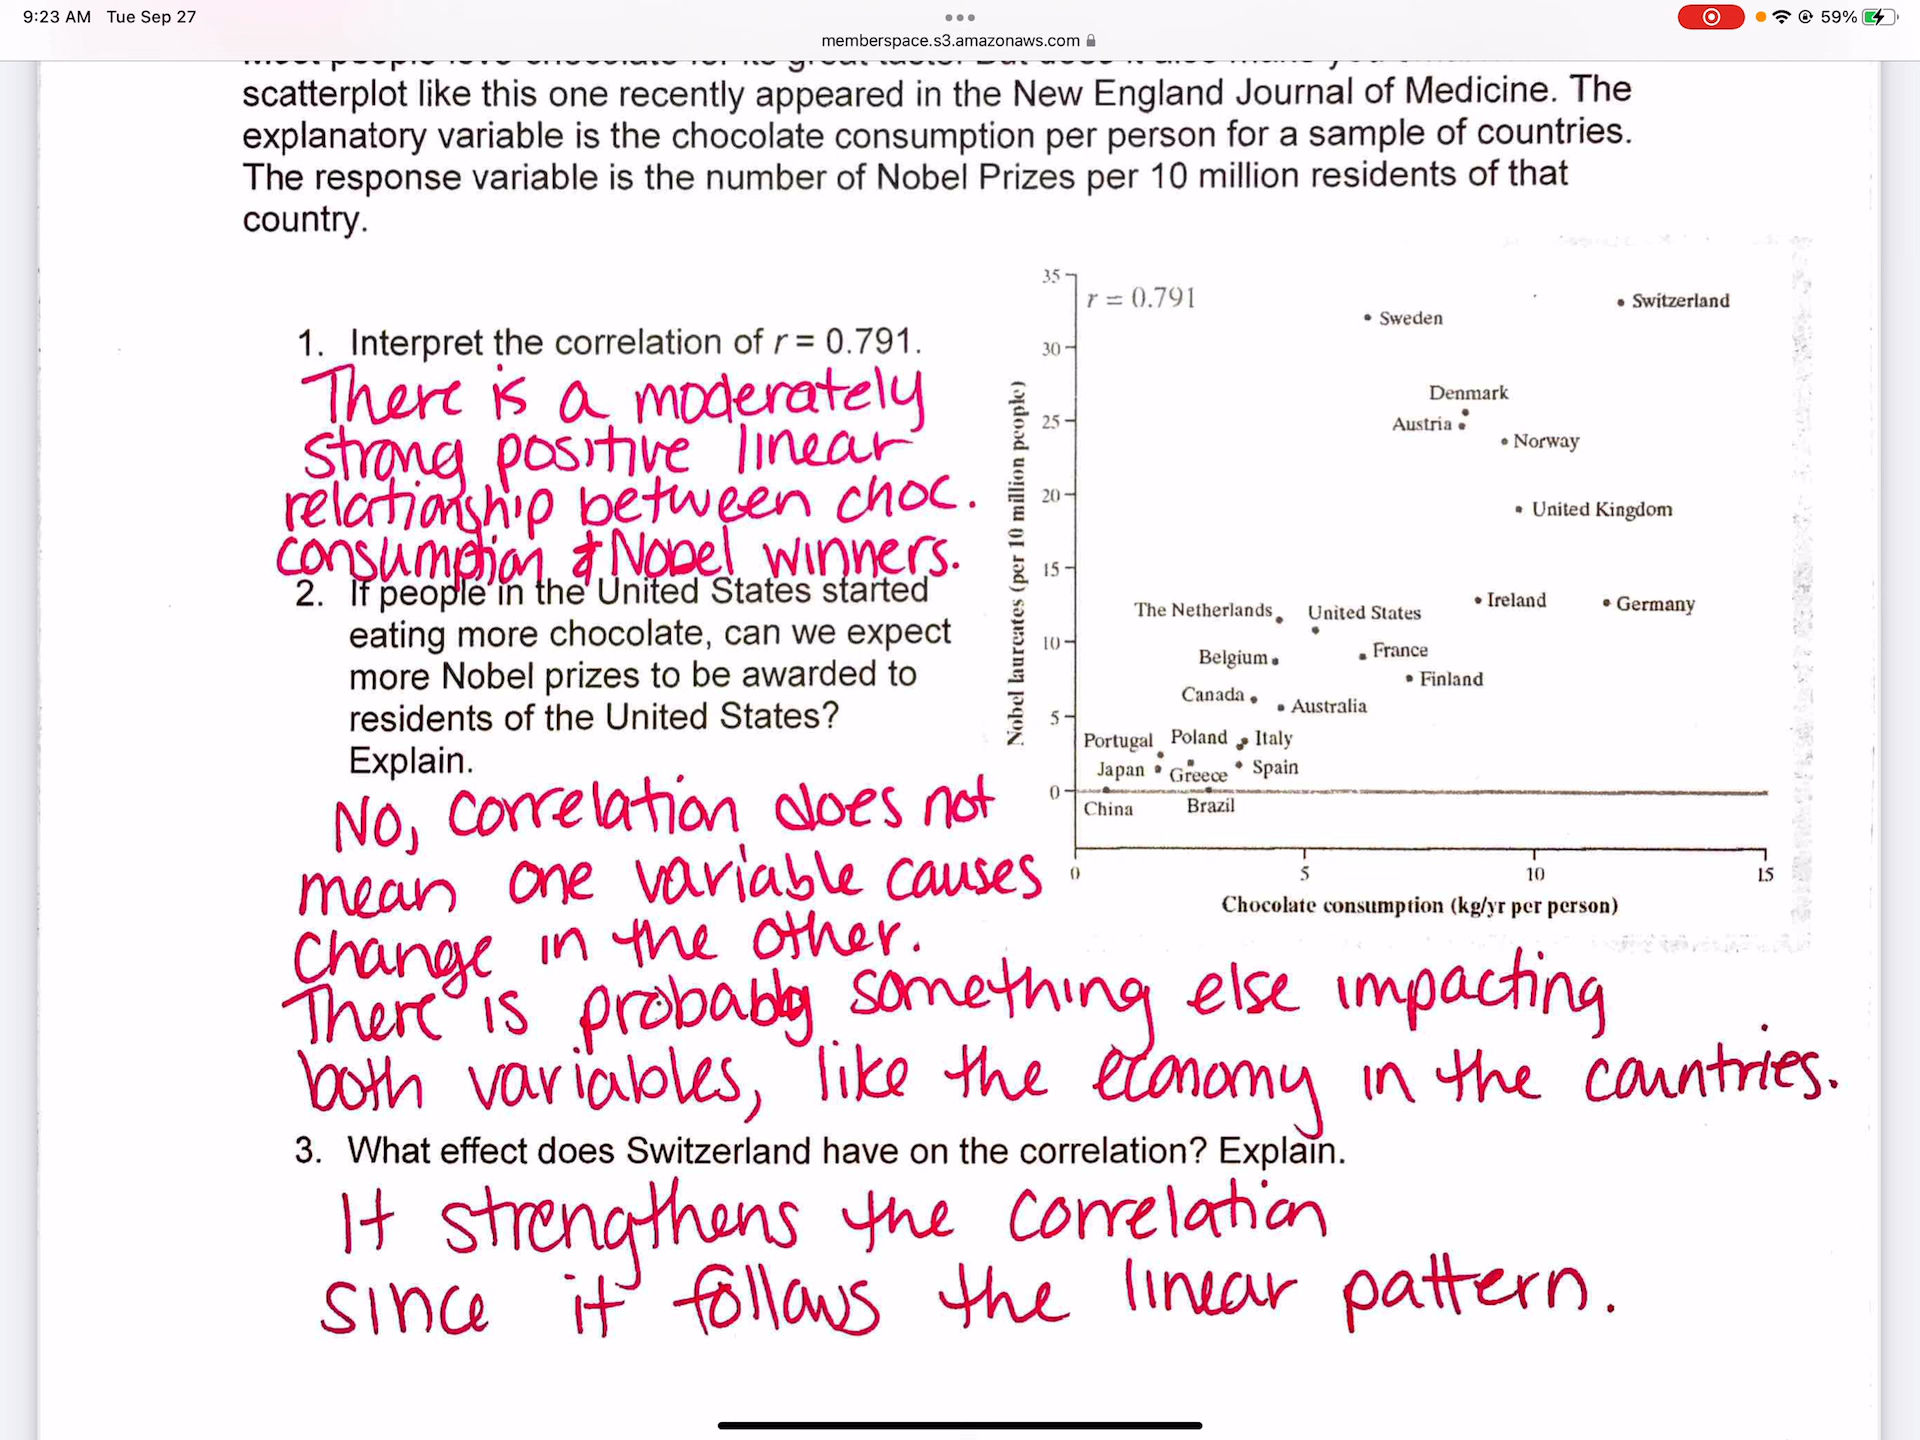 9:23 AM Tue Sep 27
59%
memberspace.s3.amazonaws.com
scatterplot like this one recently appeared in the New England Journal of Medicine. The
explanatory variable is the chocolate consumption per person for a sample of countries.
The response variable is the number of Nobel Prizes per 10 million residents of that
country.
1. Interpret the correlation of r = 0.791.
There is a moderately
strong positive linear
relationship between choc.
consumption & Nobel winners.
2. If people in the United States started
eating more chocolate, can we expect
more Nobel prizes to be awarded to
residents of the United States?
Explain.
No, correlation does not
mean one variable causes
change in the other.
There is probably something else impacting
both variables, like the economy in the countries.
r = 0.791
Nobel laureates (per 10 million people)
35
30
25
20
15
10
5
0
Switzerland
Sweden
Denmark
Austria
Norway
United Kingdom
The Netherlands
United States
Ireland
Germany
Belgium
France
Finland
Canada
Australia
Portugal
Poland
Italy
Japan
Greece
Spain
China
Brazil
0 5 10 15
Chocolate consumption (kg/yr per person)
3. What effect does Switzerland have on the correlation? Explain.
It strengthens the correlation
since it follows the linear pattern.